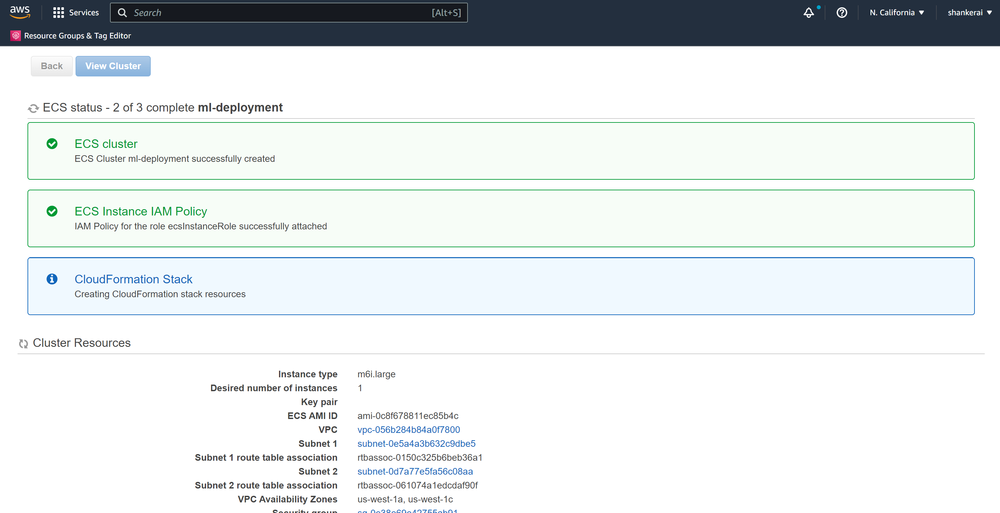 aws Services Search [Alt+S] N. California shankerai
Resource Groups & Tag Editor
Back View Cluster
ECS status - 2 of 3 complete ml-deployment
ECS cluster
ECS Cluster ml-deployment successfully created
ECS Instance IAM Policy
IAM Policy for the role ecsInstanceRole successfully attached
CloudFormation Stack
Creating CloudFormation stack resources
Cluster Resources
Instance type m6i.large
Desired number of instances 1
Key pair
ECS AMI ID ami-0c8f678811ec85b4c
VPC vpc-056b284b84a0f7800
Subnet 1 subnet-0e5a4a3b632c9dbe5
Subnet 1 route table association rtbassoc-0150c325b6beb36a1
Subnet 2 subnet-0d7a77e5fa56c08aa
Subnet 2 route table association rtbassoc-061074a1edcdaf90f
VPC Availability Zones us-west-1a, us-west-1c
Security group